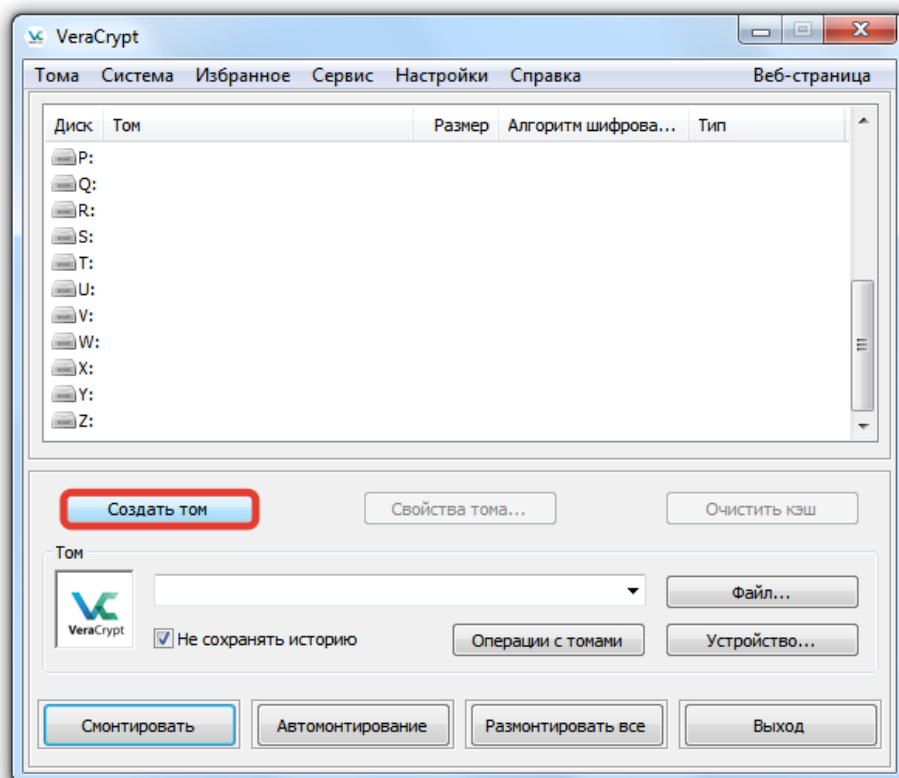 VeraCrypt
Тома Система Избранное Сервис Настройки Справка Веб-страница
Диск Том Размер Алгоритм шифрова... Тип
P:
Q:
R:
S:
T:
U:
V:
W:
X:
Y:
Z:
Создать том Свойства тома... Очистить кэш
Том
VeraCrypt
Файл...
Не сохранять историю Операции с томами Устройство...
Смонтировать Автомонтирование Размонтировать все Выход